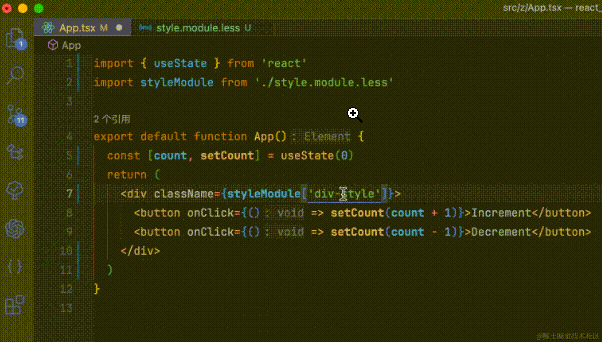 src/z/App.tsx — react_
App.tsx M
style.module.less U
App
1 import { useState } from 'react'
2 import styleModule from './style.module.less'
3
2 个引用
4 export default function App() : Element {
5 const [count, setCount] = useState(0)
6 return (
7 <div className={styleModule['div-style']}>
8 <button onClick={() : void => setCount(count + 1)}>Increment</button>
9 <button onClick={() : void => setCount(count - 1)}>Decrement</button>
10 </div>
11 )
12 }
13
1
11
@稀土掘金技术社区